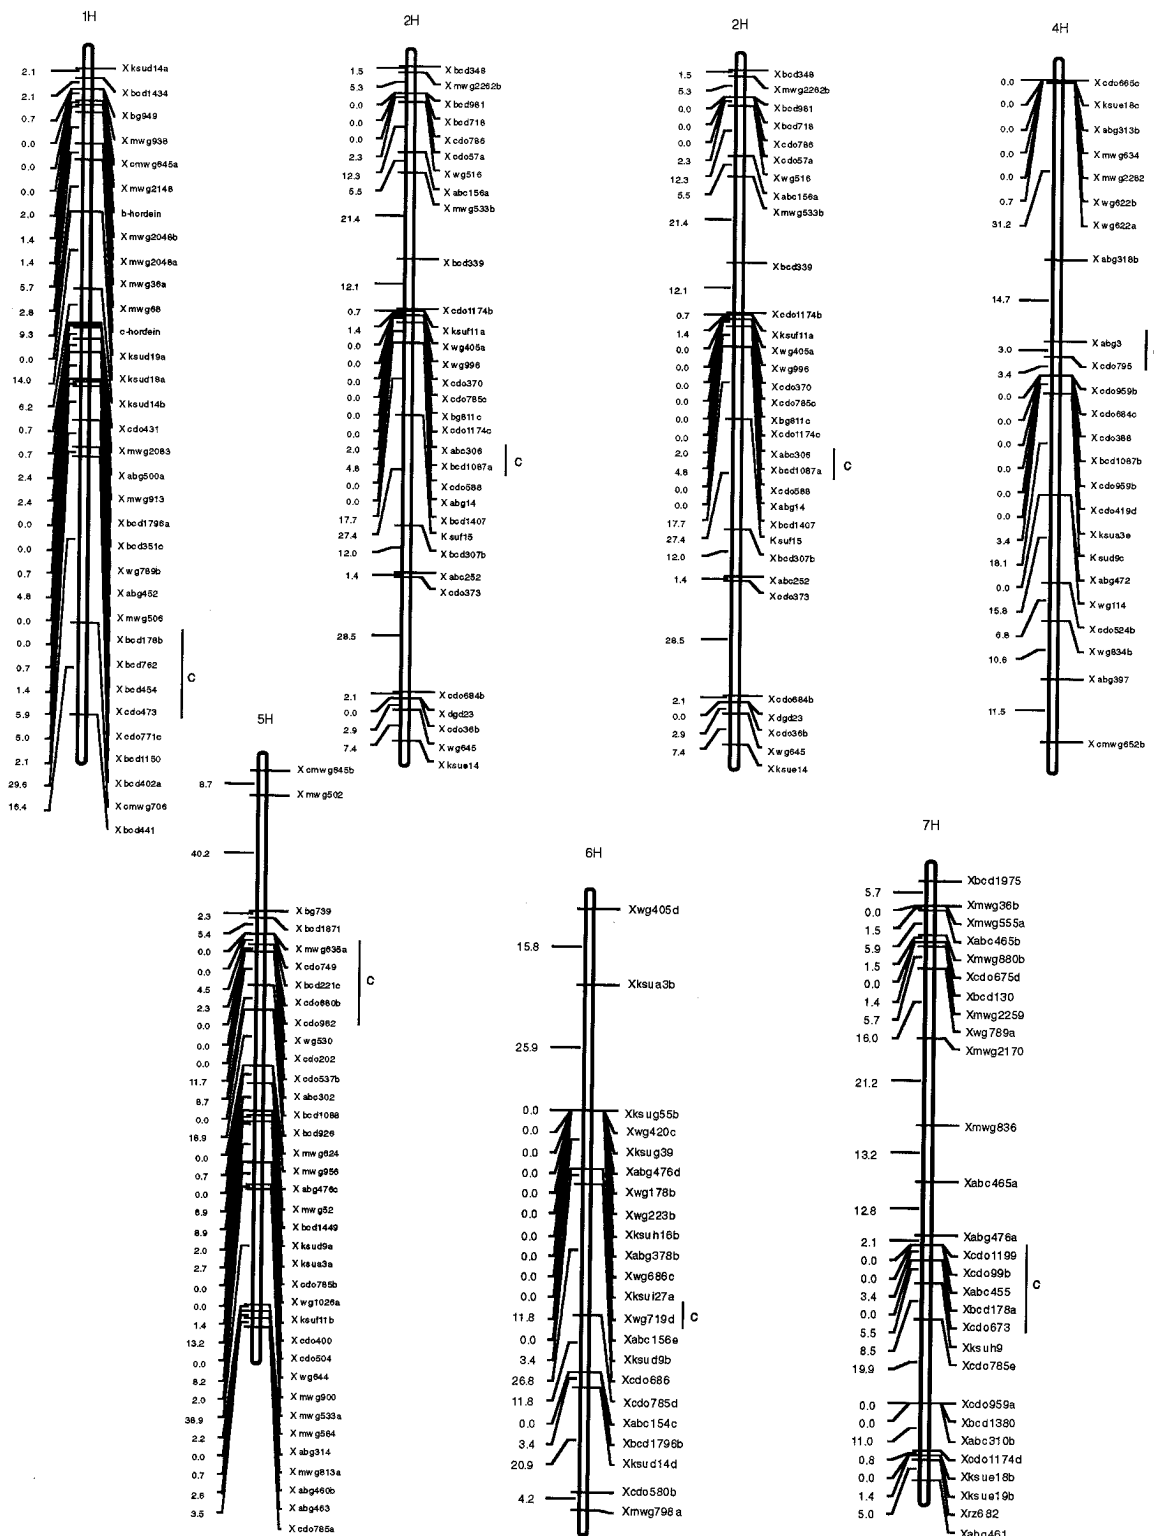 1H
2.1
2.1
0.7
0.0
0.0
0.0
2.0
1.4
1.4
5.7
2.8
9.3
0.0
14.0
6.2
0.7
0.7
2.4
2.4
0.0
0.0
0.7
4.8
0.0
0.0
0.7
1.4
5.9
5.0
2.1
29.6
16.4
Xksud14a
Xbcd1434
Xbg949
Xmwg938
Xcmwg645a
Xmwg2148
b-hordein
Xmwg2048b
Xmwg2048a
Xmwg36a
Xmwg68
c-hordein
Xksud19a
Xksud18a
Xksud14b
Xcdo431
Xmwg2083
Xabg500a
Xmwg913
Xbcd1796a
Xbcd351c
Xwg789b
Xabg452
Xmwg506
Xbcd178b
Xbcd762
Xbcd454
Xcdo473
Xcdo771c
Xbcd1150
Xbcd402a
Xcmwg706
Xbcd441
C
2H
1.5
5.3
0.0
0.0
0.0
2.3
12.3
5.5
21.4
12.1
0.7
1.4
0.0
0.0
0.0
0.0
0.0
0.0
2.0
4.8
0.0
0.0
17.7
27.4
12.0
1.4
28.5
2.1
0.0
2.9
7.4
Xbcd348
Xmwg2262b
Xbcd981
Xbcd718
Xcdo786
Xcdo57a
Xwg516
Xabc156a
Xmwg533b
Xbcd339
Xcdo1174b
Xksuf11a
Xwg405a
Xwg996
Xcdo370
Xcdo785c
Xbg811c
Xcdo1174c
Xabc306
Xbcd1087a
Xcdo588
Xabg14
Xbcd1407
Ksuf15
Xbcd307b
Xabc252
Xcdo373
Xcdo684b
Xdgd23
Xcdo36b
Xwg645
Xksue14
C
2H
1.5
5.3
0.0
0.0
0.0
2.3
12.3
5.5
21.4
12.1
0.7
1.4
0.0
0.0
0.0
0.0
0.0
0.0
2.0
4.8
0.0
0.0
17.7
27.4
12.0
1.4
28.5
2.1
0.0
2.9
7.4
Xbcd348
Xmwg2262b
Xbcd981
Xbcd718
Xcdo786
Xcdo57a
Xwg516
Xabc156a
Xmwg533b
Xbcd339
Xcdo1174b
Xksuf11a
Xwg405a
Xwg996
Xcdo370
Xcdo785c
Xbg811c
Xcdo1174c
Xabc306
Xbcd1087a
Xcdo588
Xabg14
Xbcd1407
Ksuf15
Xbcd307b
Xabc252
Xcdo373
Xcdo684b
Xdgd23
Xcdo36b
Xwg645
Xksue14
C
4H
0.0
0.0
0.0
0.0
0.0
0.7
31.2
14.7
3.0
3.4
0.0
0.0
0.0
0.0
0.0
0.0
3.4
18.1
0.0
15.8
6.8
10.6
11.5
Xcdo665c
Xksue18c
Xabg313b
Xmwg634
Xmwg2282
Xwg622b
Xwg622a
Xabg318b
Xabg3
Xcdo795
Xcdo959b
Xcdo684c
Xcdo388
Xbcd1087b
Xcdo959b
Xcdo419d
Xksua3e
Ksud9c
Xabg472
Xwg114
Xcdo524b
Xwg834b
Xabg397
Xcmwg652b
5H
8.7
40.2
2.3
5.4
0.0
0.0
4.5
2.3
0.0
0.0
0.0
11.7
8.7
0.0
18.9
0.0
0.7
0.0
6.9
8.9
2.0
2.7
0.0
0.0
1.4
13.2
0.0
8.2
2.0
38.9
2.2
0.0
0.7
2.6
3.5
Xcmwg645b
Xmwg502
Xbg739
Xbcd1871
Xmwg635a
Xcdo749
Xbcd221c
Xcdo680b
Xcdo962
Xwg530
Xcdo202
Xcdo537b
Xabc302
Xbcd1088
Xbcd926
Xmwg624
Xmwg956
Xabg476c
Xmwg52
Xbcd1449
Xksud9a
Xksua3a
Xcdo785b
Xwg1026a
Xksuf11b
Xcdo400
Xcdo504
Xwg644
Xmwg900
Xmwg533a
Xmwg564
Xabg314
Xmwg813a
Xabg460b
Xabg463
Xcdo785a
C
6H
15.8
25.9
0.0
0.0
0.0
0.0
0.0
0.0
0.0
0.0
0.0
0.0
11.8
0.0
3.4
26.8
11.8
0.0
3.4
20.9
4.2
Xwg405d
Xksua3b
Xksug55b
Xwg420c
Xksug39
Xabg476d
Xwg178b
Xwg223b
Xksuh16b
Xabg378b
Xwg686c
Xksui27a
Xwg719d
Xabc156e
Xksud9b
Xcdo686
Xcdo785d
Xabc154c
Xbcd1796b
Xksud14d
Xcdo580b
Xmwg798a
C
7H
5.7
0.0
1.5
5.9
1.5
0.0
1.4
5.7
16.0
21.2
13.2
12.8
2.1
0.0
0.0
3.4
0.0
5.5
8.5
19.9
0.0
0.0
11.0
0.8
0.0
1.4
5.0
Xbcd1975
Xmwg36b
Xmwg555a
Xabc465b
Xmwg880b
Xcdo675d
Xbcd130
Xmwg2259
Xwg789a
Xmwg2170
Xmwg836
Xabc465a
Xabg476a
Xcdo1199
Xcdo99b
Xabg455
Xbcd178a
Xcdo673
Xksuh9
Xcdo785e
Xcdo959a
Xbcd1380
Xabc310b
Xcdo1174d
Xksue18b
Xksue19b
Xrz682
Xabg461
C